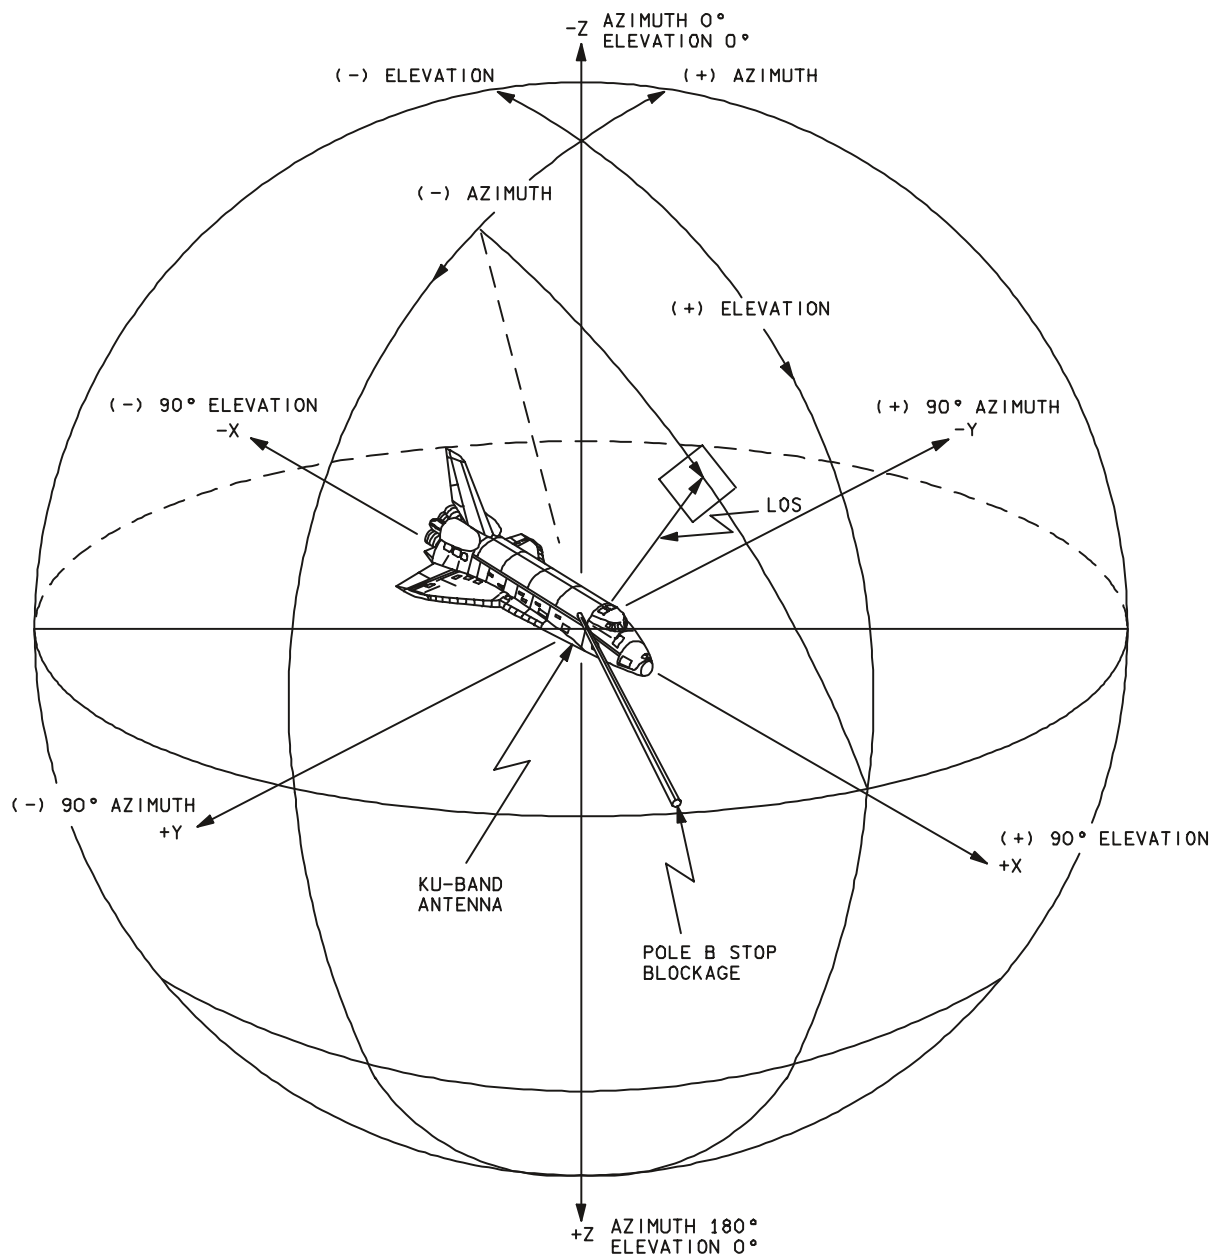 -Z
AZIMUTH 0°
ELEVATION 0°
(-) ELEVATION
(+) AZIMUTH
(-) AZIMUTH
(+) ELEVATION
(-) 90° ELEVATION
-X
(+) 90° AZIMUTH
-Y
LOS
(-) 90° AZIMUTH
+Y
(+) 90° ELEVATION
+X
KU-BAND
ANTENNA
POLE B STOP
BLOCKAGE
+Z
AZIMUTH 180°
ELEVATION 0°